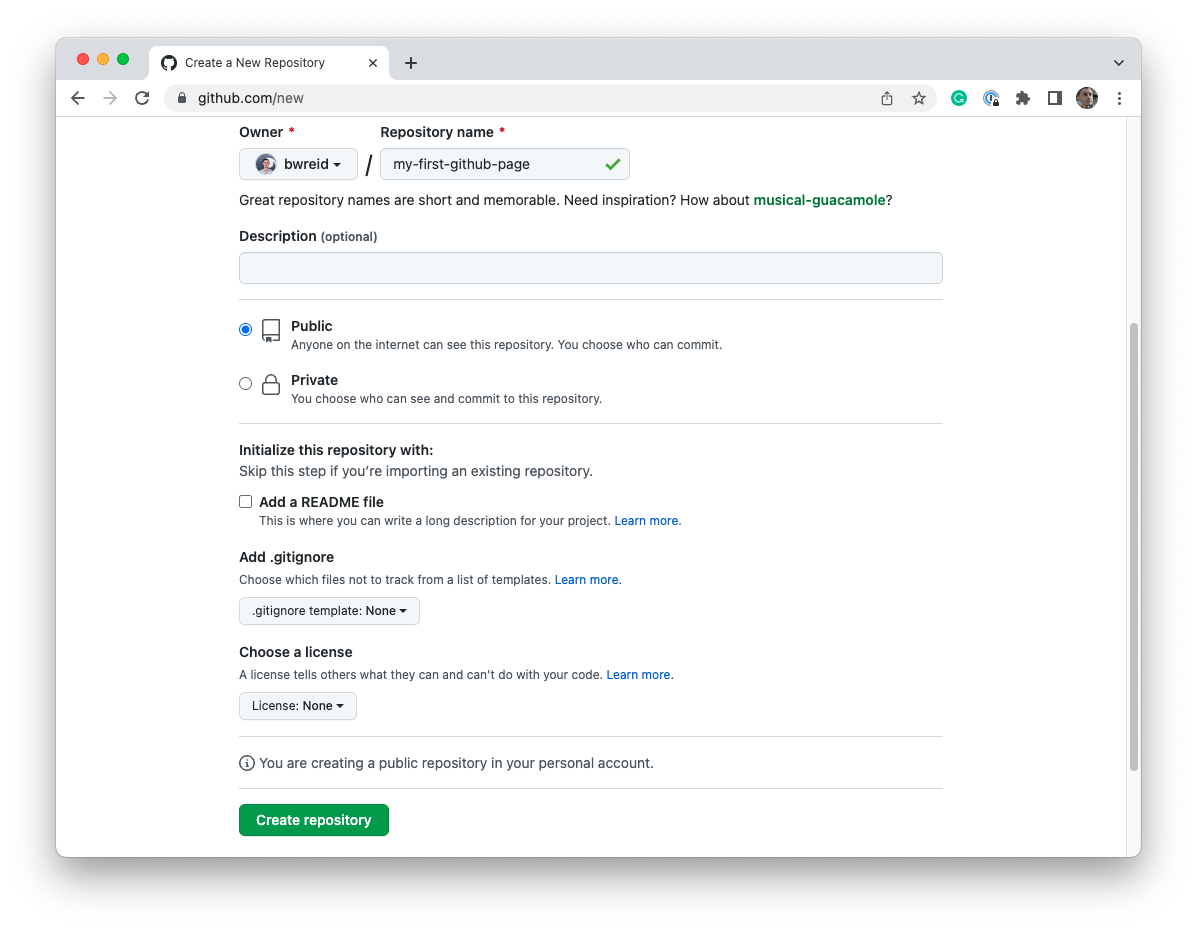 Create a New Repository
github.com/new
Owner *
Repository name *
bwreid
/
my-first-github-page
Great repository names are short and memorable. Need inspiration? How about musical-guacamole?
Description (optional)
Public
Anyone on the internet can see this repository. You choose who can commit.
Private
You choose who can see and commit to this repository.
Initialize this repository with:
Skip this step if you’re importing an existing repository.
Add a README file
This is where you can write a long description for your project. Learn more.
Add .gitignore
Choose which files not to track from a list of templates. Learn more.
.gitignore template: None
Choose a license
A license tells others what they can and can't do with your code. Learn more.
License: None
You are creating a public repository in your personal account.
Create repository